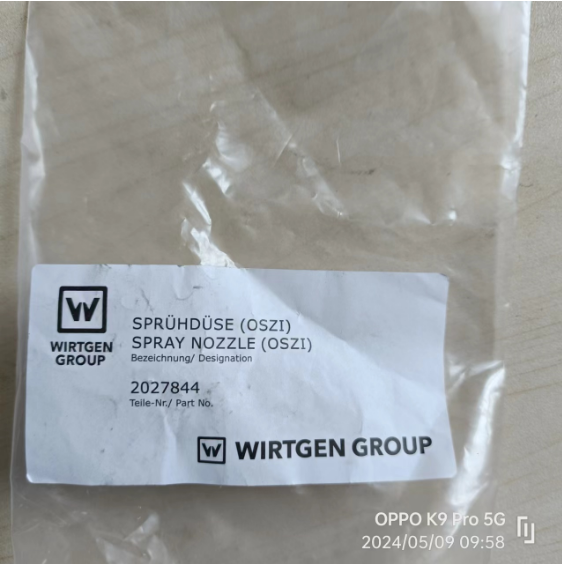 W
WIRTGEN
GROUP
SPRÜHDÜSE (OSZI)
SPRAY NOZZLE (OSZI)
Bezeichnung/ Designation
2027844
Teile-Nr./ Part No.
W WIRTGEN GROUP
OPPO K9 Pro 5G
2024/05/09 09:58